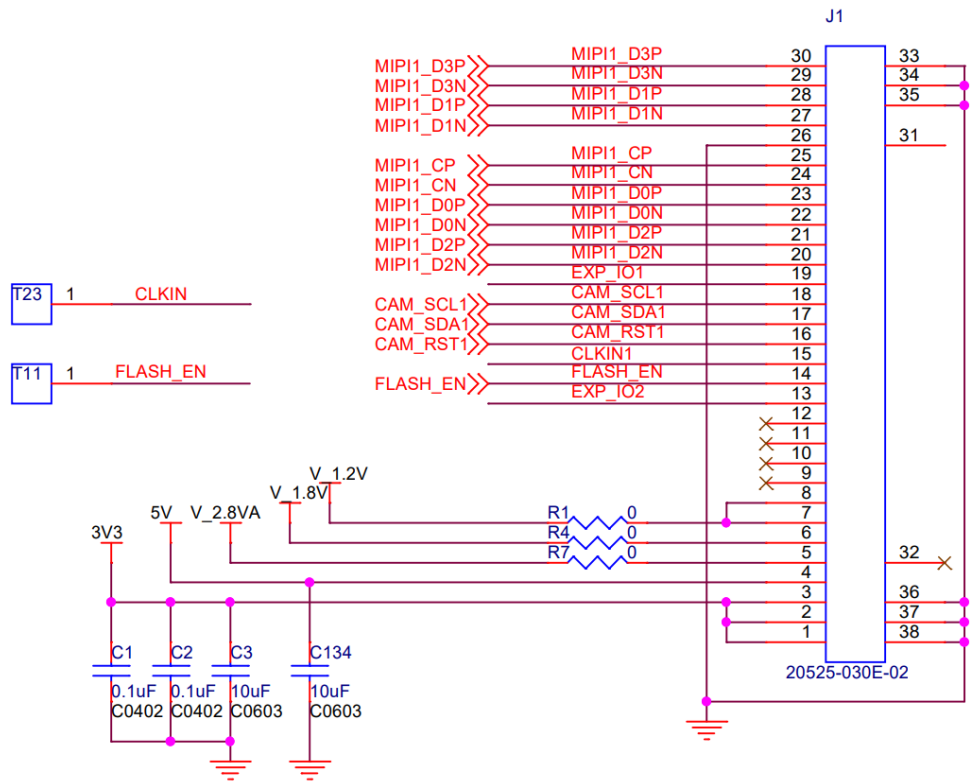 J1
MIPI1_D3P MIPI1_D3P 30 33
MIPI1_D3N MIPI1_D3N 29 34
MIPI1_D1P MIPI1_D1P 28 35
MIPI1_D1N MIPI1_D1N 27
26 31
MIPI1_CP MIPI1_CP 25
MIPI1_CN MIPI1_CN 24
MIPI1_D0P MIPI1_D0P 23
MIPI1_D0N MIPI1_D0N 22
MIPI1_D2P MIPI1_D2P 21
MIPI1_D2N MIPI1_D2N 20
EXP_IO1 19
T23 1 CLKIN CAM_SCL1 CAM_SCL1 18
CAM_SDA1 CAM_SDA1 17
CAM_RST1 CAM_RST1 16
CLKIN1 15
T11 1 FLASH_EN FLASH_EN FLASH_EN 14
EXP_IO2 13
12
11
10
V_1.2V 9
V_1.8V 8
5V V_2.8VA R1 0 7
3V3 R4 0 6
R7 0 5 32
4
3 36
2 37
1 38
C1 C2 C3 C134
20525-030E-02
0.1uF 0.1uF 10uF 10uF
C0402 C0402 C0603 C0603